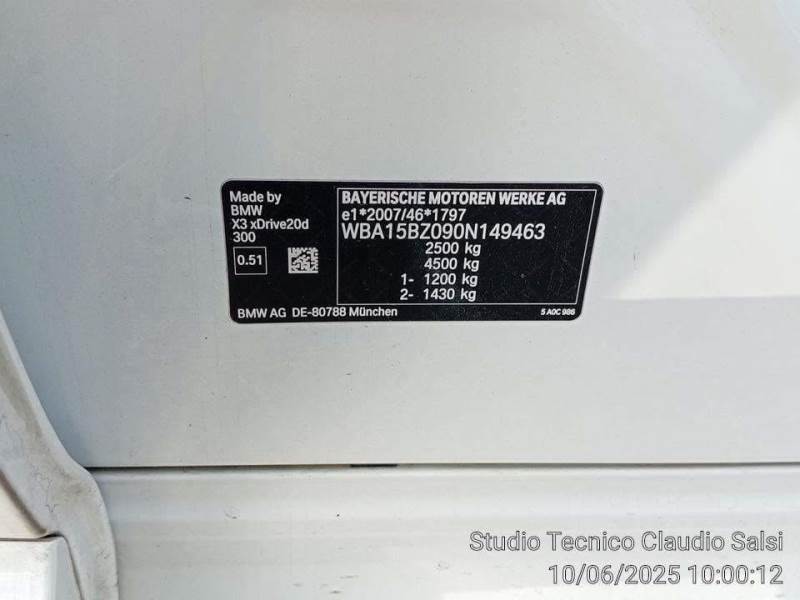 Made by
BMW
X3 xDrive20d
300
0.51
BAYERISCHE MOTOREN WERKE AG
e1*2007/46*1797
WBA15BZ090N149463
2500 kg
4500 kg
1- 1200 kg
2- 1430 kg
BMW AG DE-80788 München
5 A0C 986
Studio Tecnico Claudio Salsi
10/06/2025 10:00:12